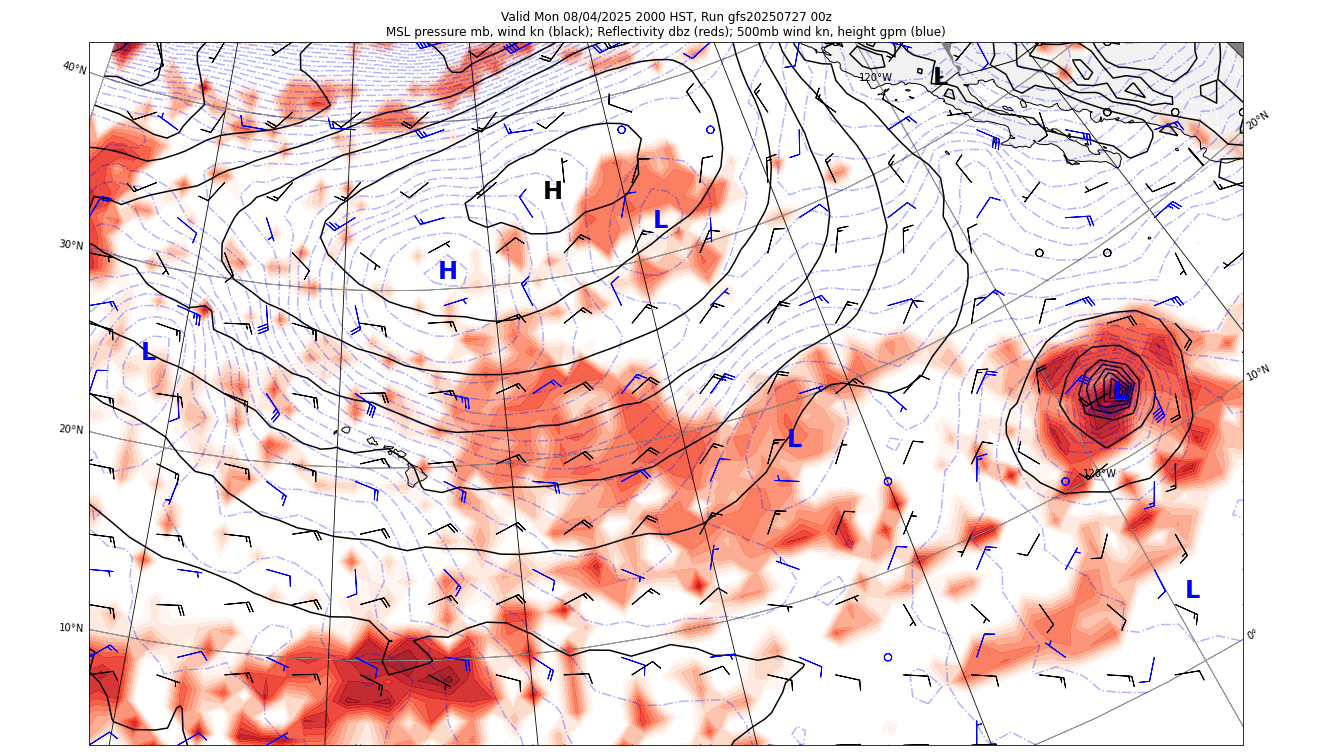 Valid Mon 08/04/2025 2000 HST, Run gfs20250727 00z
MSL pressure mb, wind kn (black); Reflectivity dbz (reds); 500mb wind kn, height gpm (blue)
40°N
120°W
L
20°N
H
L
30°N
H
L
10°N
L
20°N
L
120°W
L
10°N
0°